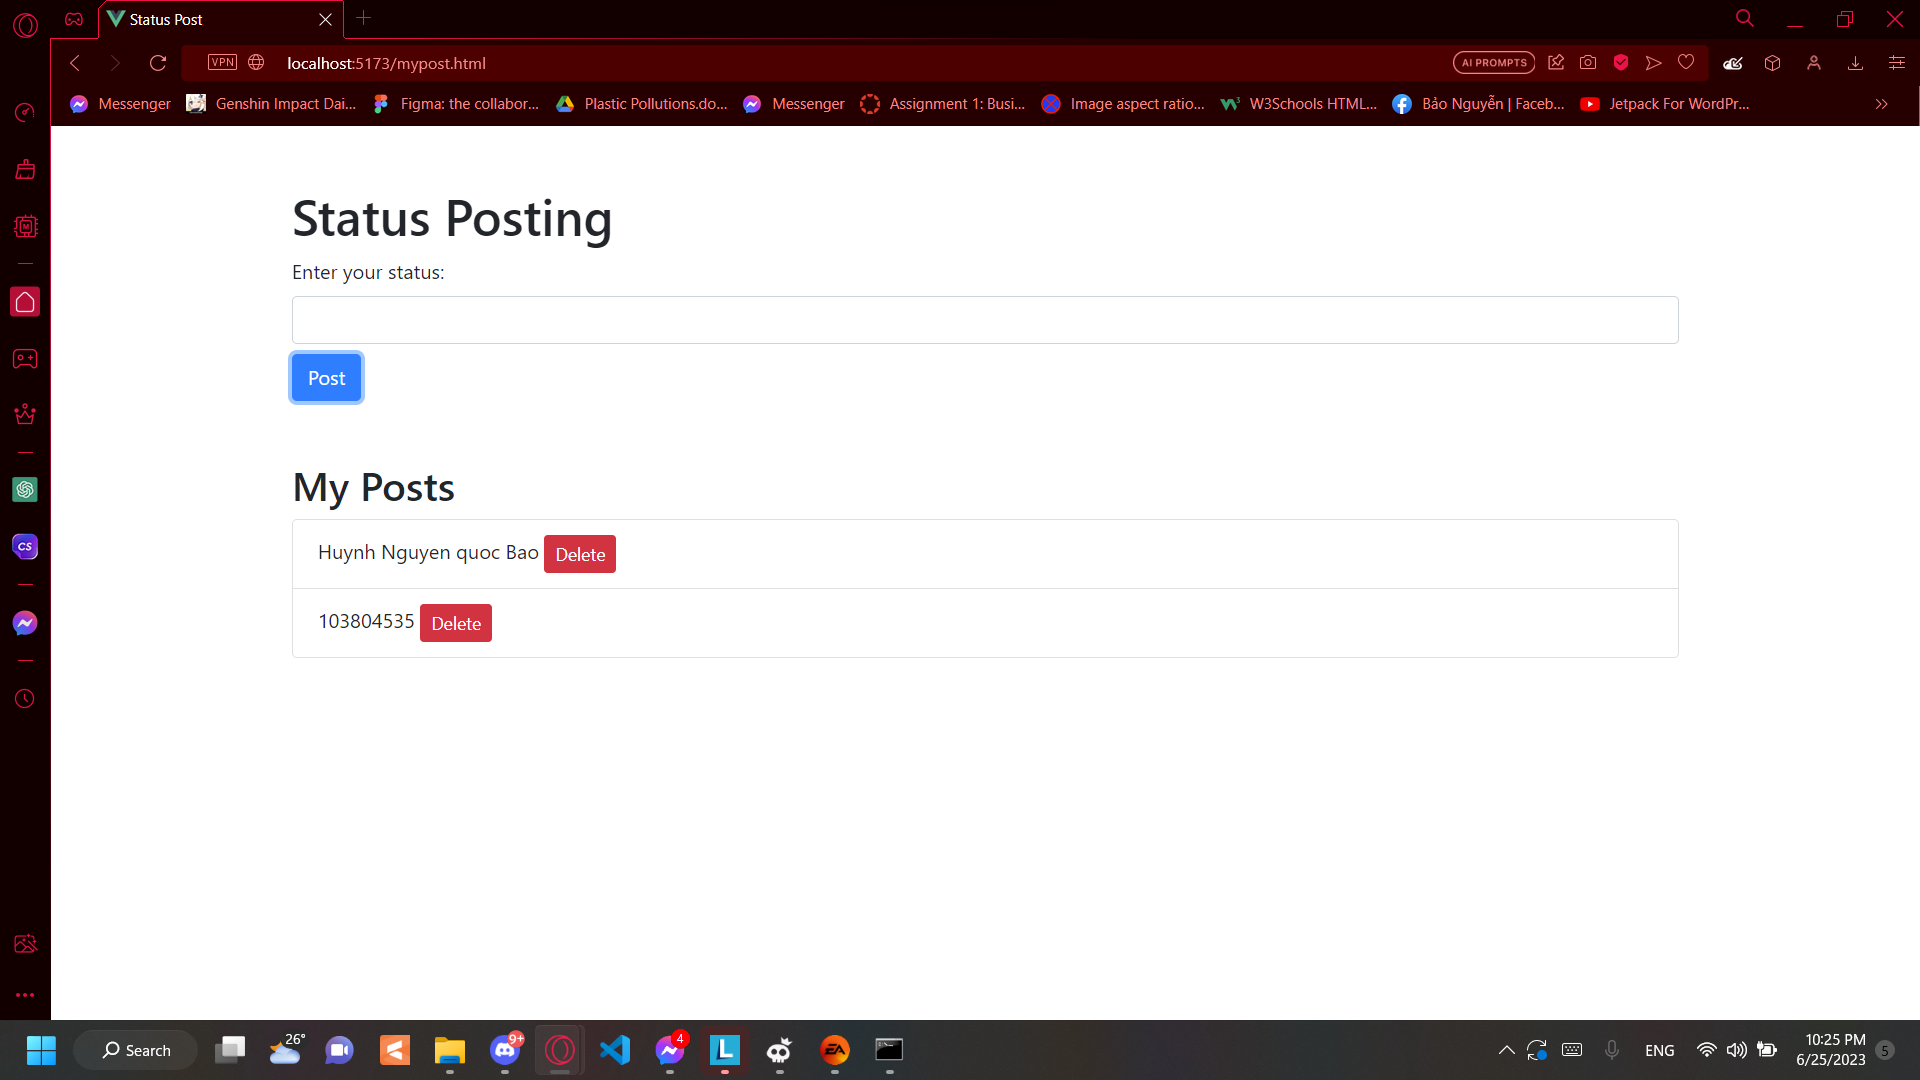 Status Post
VPN
localhost:5173/mypost.html
AI PROMPTS
Messenger
Genshin Impact Dai...
Figma: the collabor...
Plastic Pollutions.do...
Messenger
Assignment 1: Busi...
Image aspect ratio...
W3Schools HTML...
Bảo Nguyễn | Faceb...
Jetpack For WordPr...
M
CS
Status Posting
Enter your status:
Post
My Posts
Huynh Nguyen quoc Bao Delete
103804535 Delete
Search
26°
9+
4
L
EA
ENG
10:25 PM
6/25/2023
5